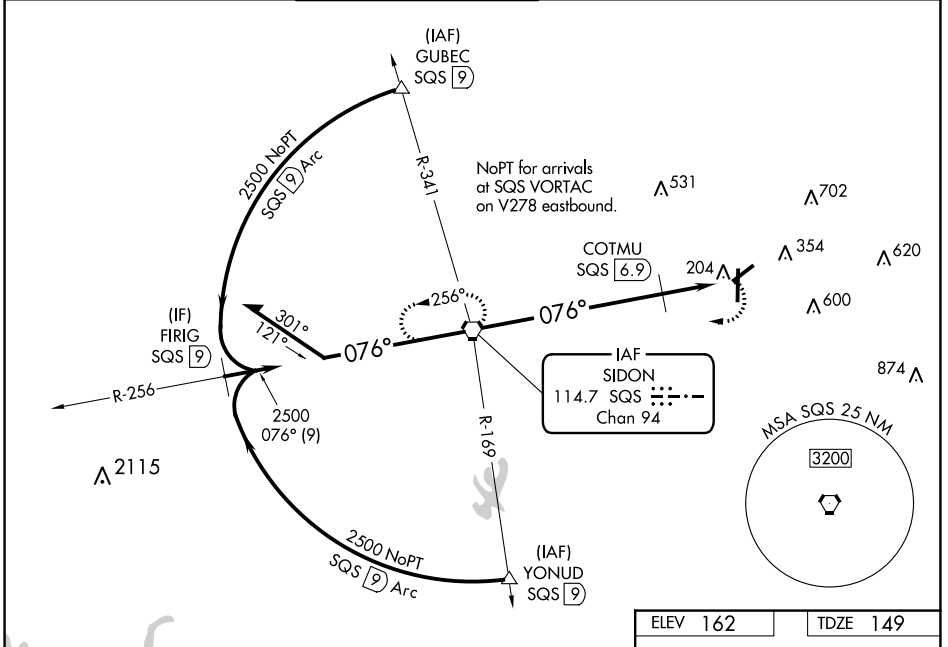 (IAF)
GUBEC
SQS 9
2500 NoPT
SQS 9 Arc
R-341
NoPT for arrivals
at SQS VORTAC
on V278 eastbound.
531
702
COTMU
SQS 6.9
204
354
620
600
874
256°
076°
301°
121°
076°
(IF)
FIRIG
SQS 9
R-256
2500
076° (9)
IAF
SIDON
114.7 SQS
Chan 94
R-169
MSA SQS 25 NM
3200
2115
2500 NoPT
SQS 9 Arc
(IAF)
YONUD
SQS 9
ELEV 162
TDZE 149